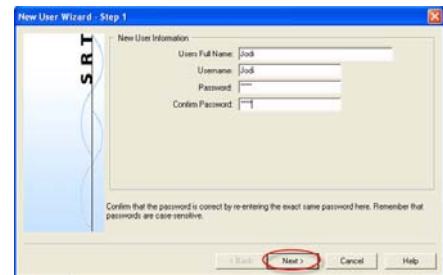 New User Wizard - Step 1
SRT
New User Information
Users Full Name: Jodi
Username: Jodi
Password: ****
Confirm Password: ****
Confirm that the password is correct by re-entering the exact same password here. Remember that
passwords are case-sensitive.
< Back
Next >
Cancel
Help